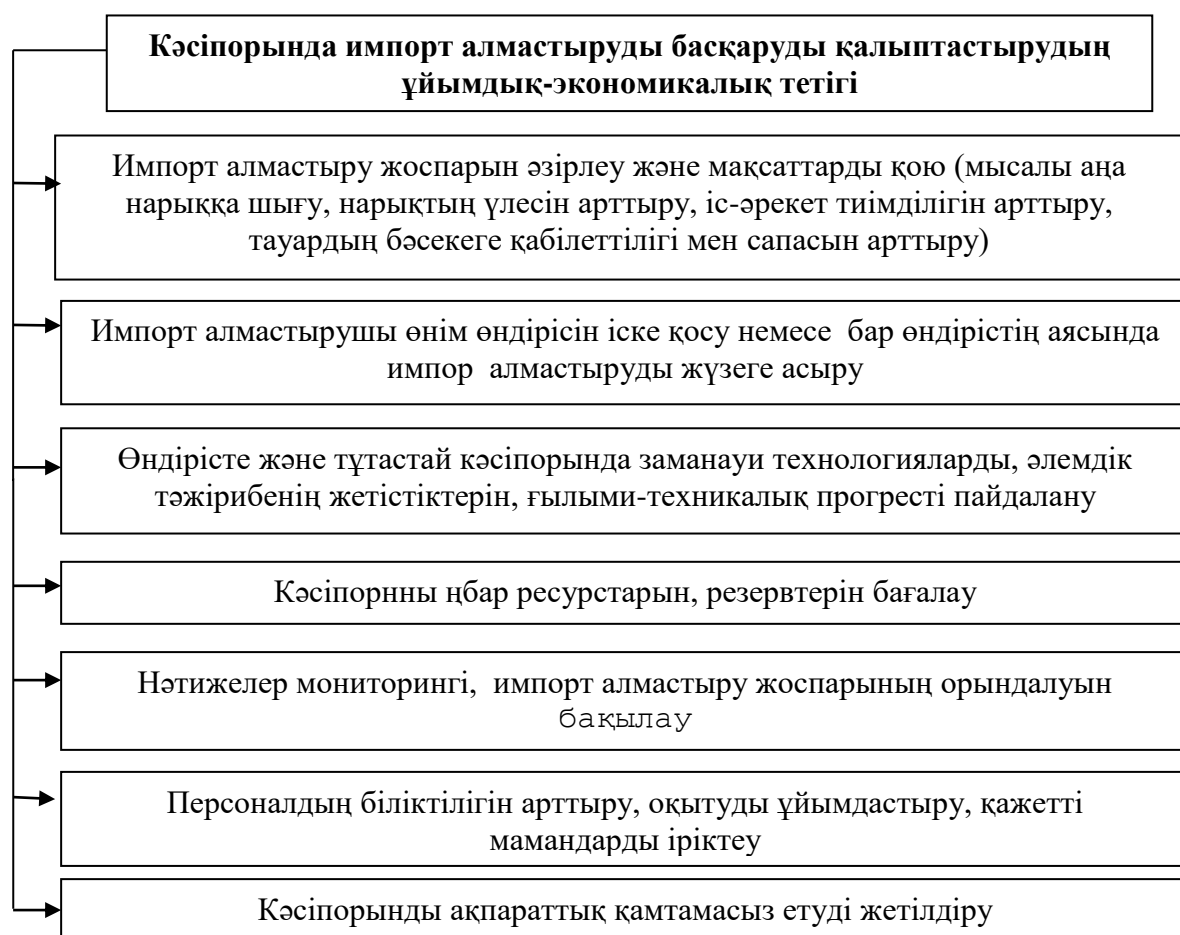 Кәсіпорында импорт алмастыруды басқаруды қалыптастырудың
ұйымдық-экономикалық тетігі
Импорт алмастыру жоспарын әзірлеу және мақсаттарды қою (мысалы аңа
нарыққа шығу, нарықтың үлесін арттыру, іс-әрекет тиімділігін арттыру,
тауардың бәсекеге қабілеттілігі мен сапасын арттыру)
Импорт алмастырушы өнім өндірісін іске қосу немесе бар өндірістің аясында
импор алмастыруды жүзеге асыру
Өндірісте және тұтастай кәсіпорында заманауи технологияларды, әлемдік
тәжірибенің жетістіктерін, ғылыми-техникалық прогресті пайдалану
Кәсіпорнны ңбар ресурстарын, резервтерін бағалау
Нәтижелер мониторингі, импорт алмастыру жоспарының орындалуын
бақылау
Персоналдың біліктілігін арттыру, оқытуды ұйымдастыру, қажетті
мамандарды іріктеу
Кәсіпорынды ақпараттық қамтамасыз етуді жетілдіру